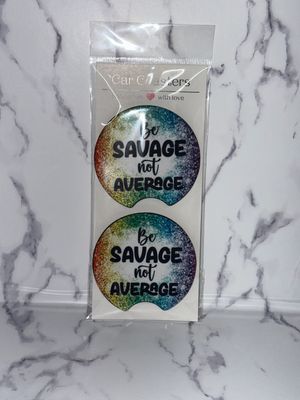 Car Coasters
with love
Be
SAVAGE
not
AVERAGE
Be
SAVAGE
not
AVERAGE